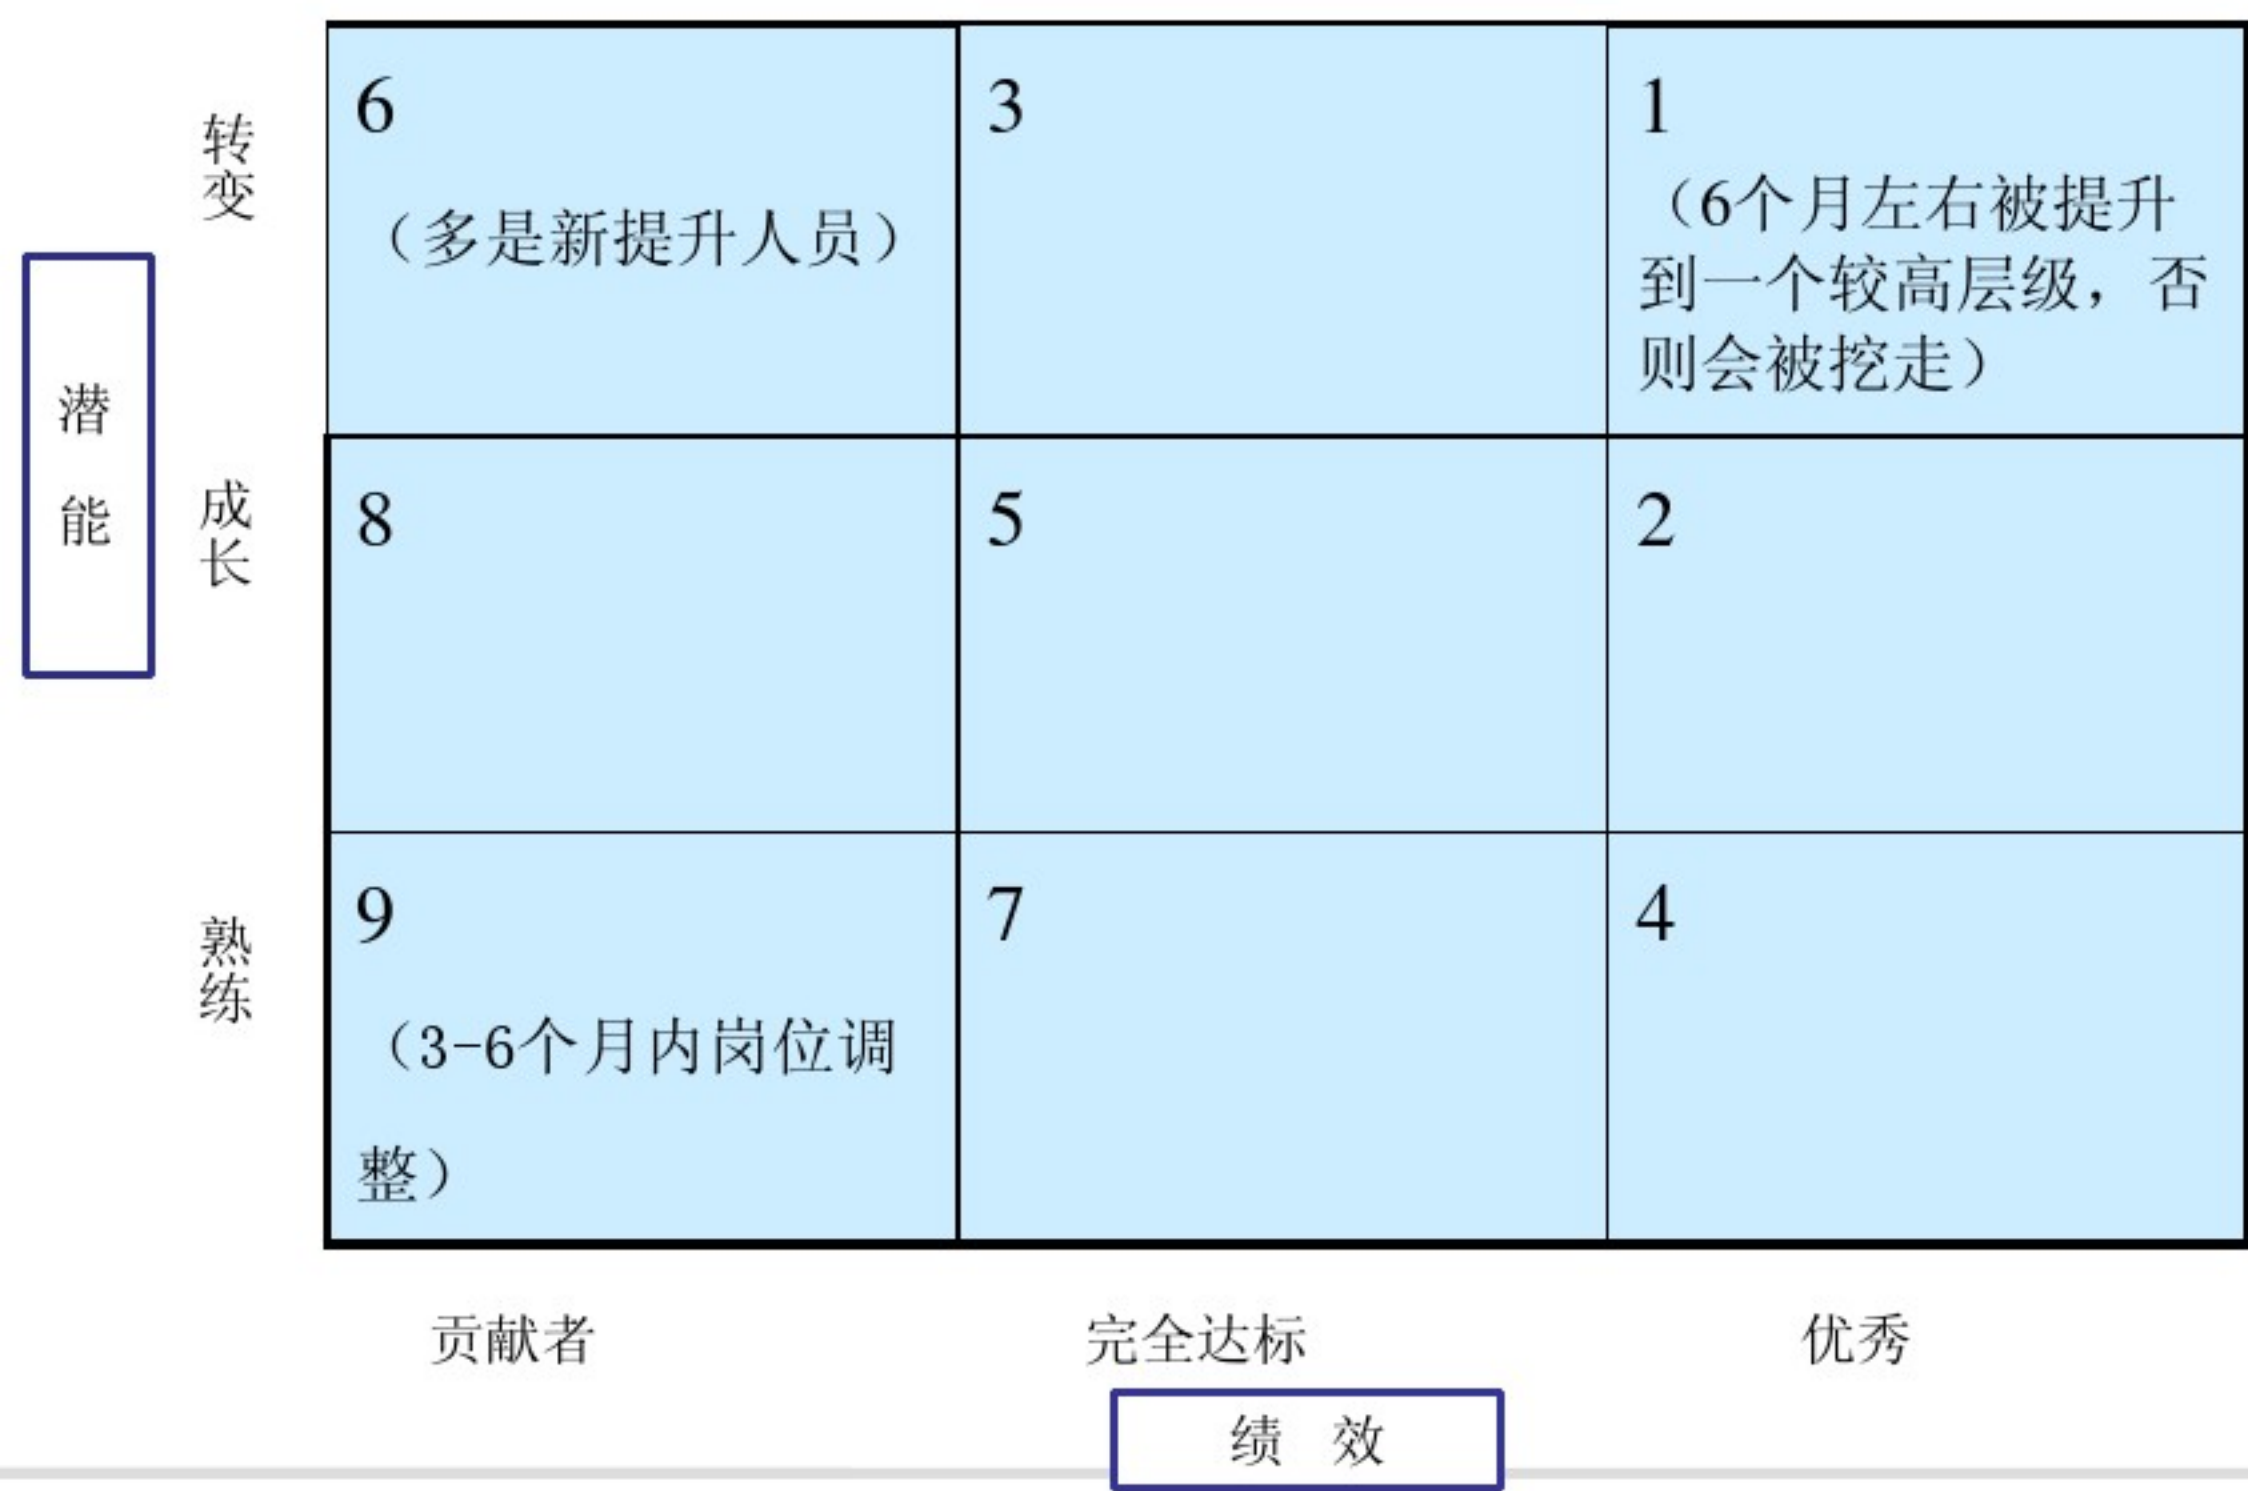 转变
6
（多是新提升人员）
3
1
（6个月左右被提升
到一个较高层级，否
则会被挖走）
潜能
成长
8
5
2
熟练
9
（3-6个月内岗位调
整）
7
4
贡献者
完全达标
优秀
绩 效